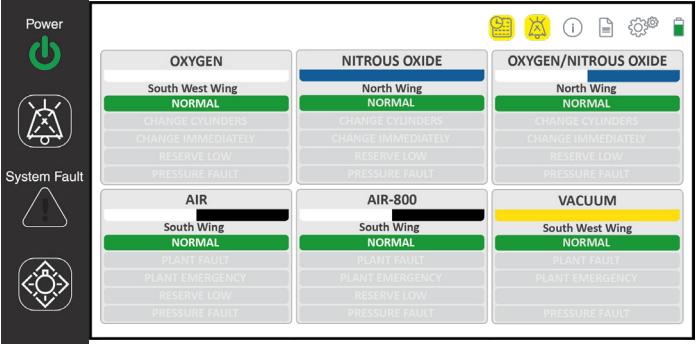 Power
System Fault
OXYGEN
South West Wing
NORMAL
CHANGE CYLINDERS
CHANGE IMMEDIATELY
RESERVE LOW
PRESSURE FAULT
NITROUS OXIDE
North Wing
NORMAL
CHANGE CYLINDERS
CHANGE IMMEDIATELY
RESERVE LOW
PRESSURE FAULT
OXYGEN/NITROUS OXIDE
North Wing
NORMAL
CHANGE CYLINDERS
CHANGE IMMEDIATELY
RESERVE LOW
PRESSURE FAULT
AIR
South Wing
NORMAL
PLANT FAULT
PLANT EMERGENCY
RESERVE LOW
PRESSURE FAULT
AIR-800
South Wing
NORMAL
PLANT FAULT
PLANT EMERGENCY
RESERVE LOW
PRESSURE FAULT
VACUUM
South West Wing
NORMAL
PLANT FAULT
PLANT EMERGENCY
PRESSURE FAULT